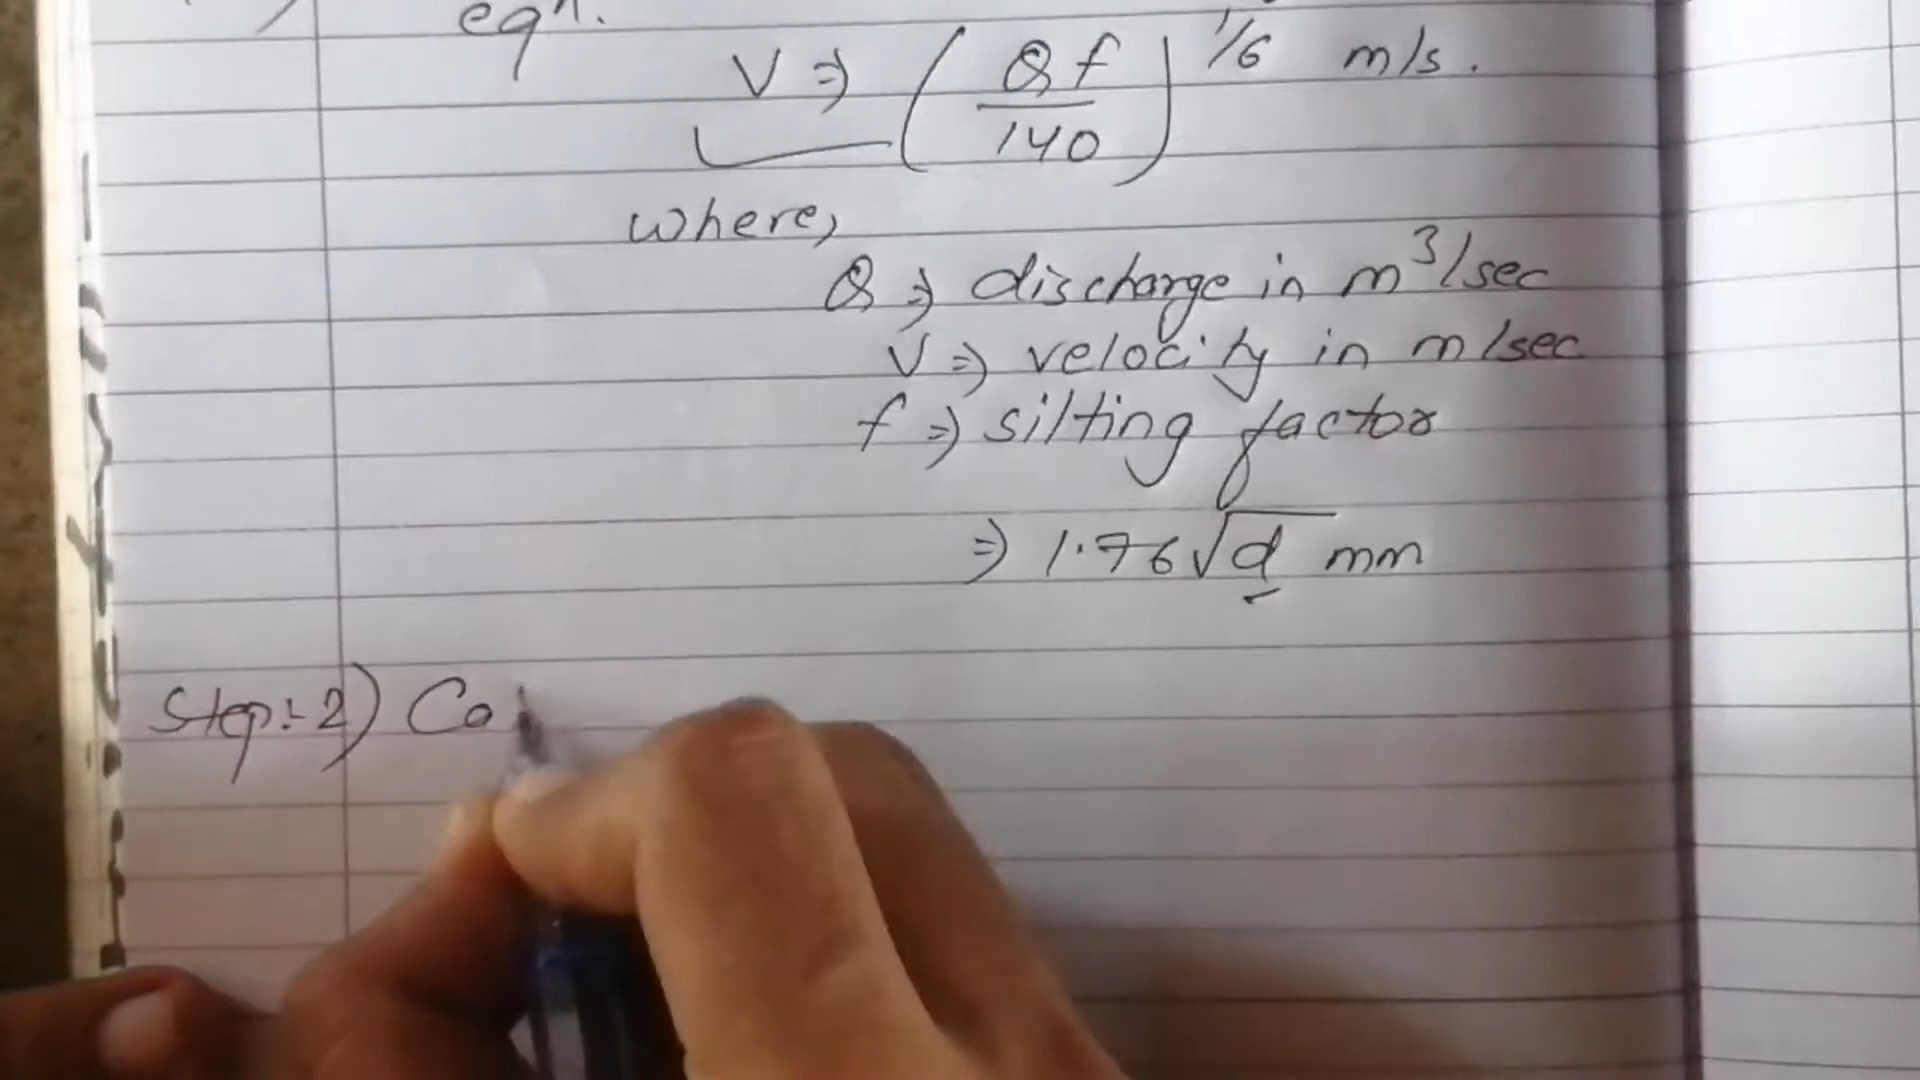 eqn.
V ⇒ (Qf/140)^1/6 m/s.
where,
Q ⇒ discharge in m³/sec
V ⇒ velocity in m/sec
f ⇒ silting factor
⇒ 1.76√d mm
Step:-2) Ca